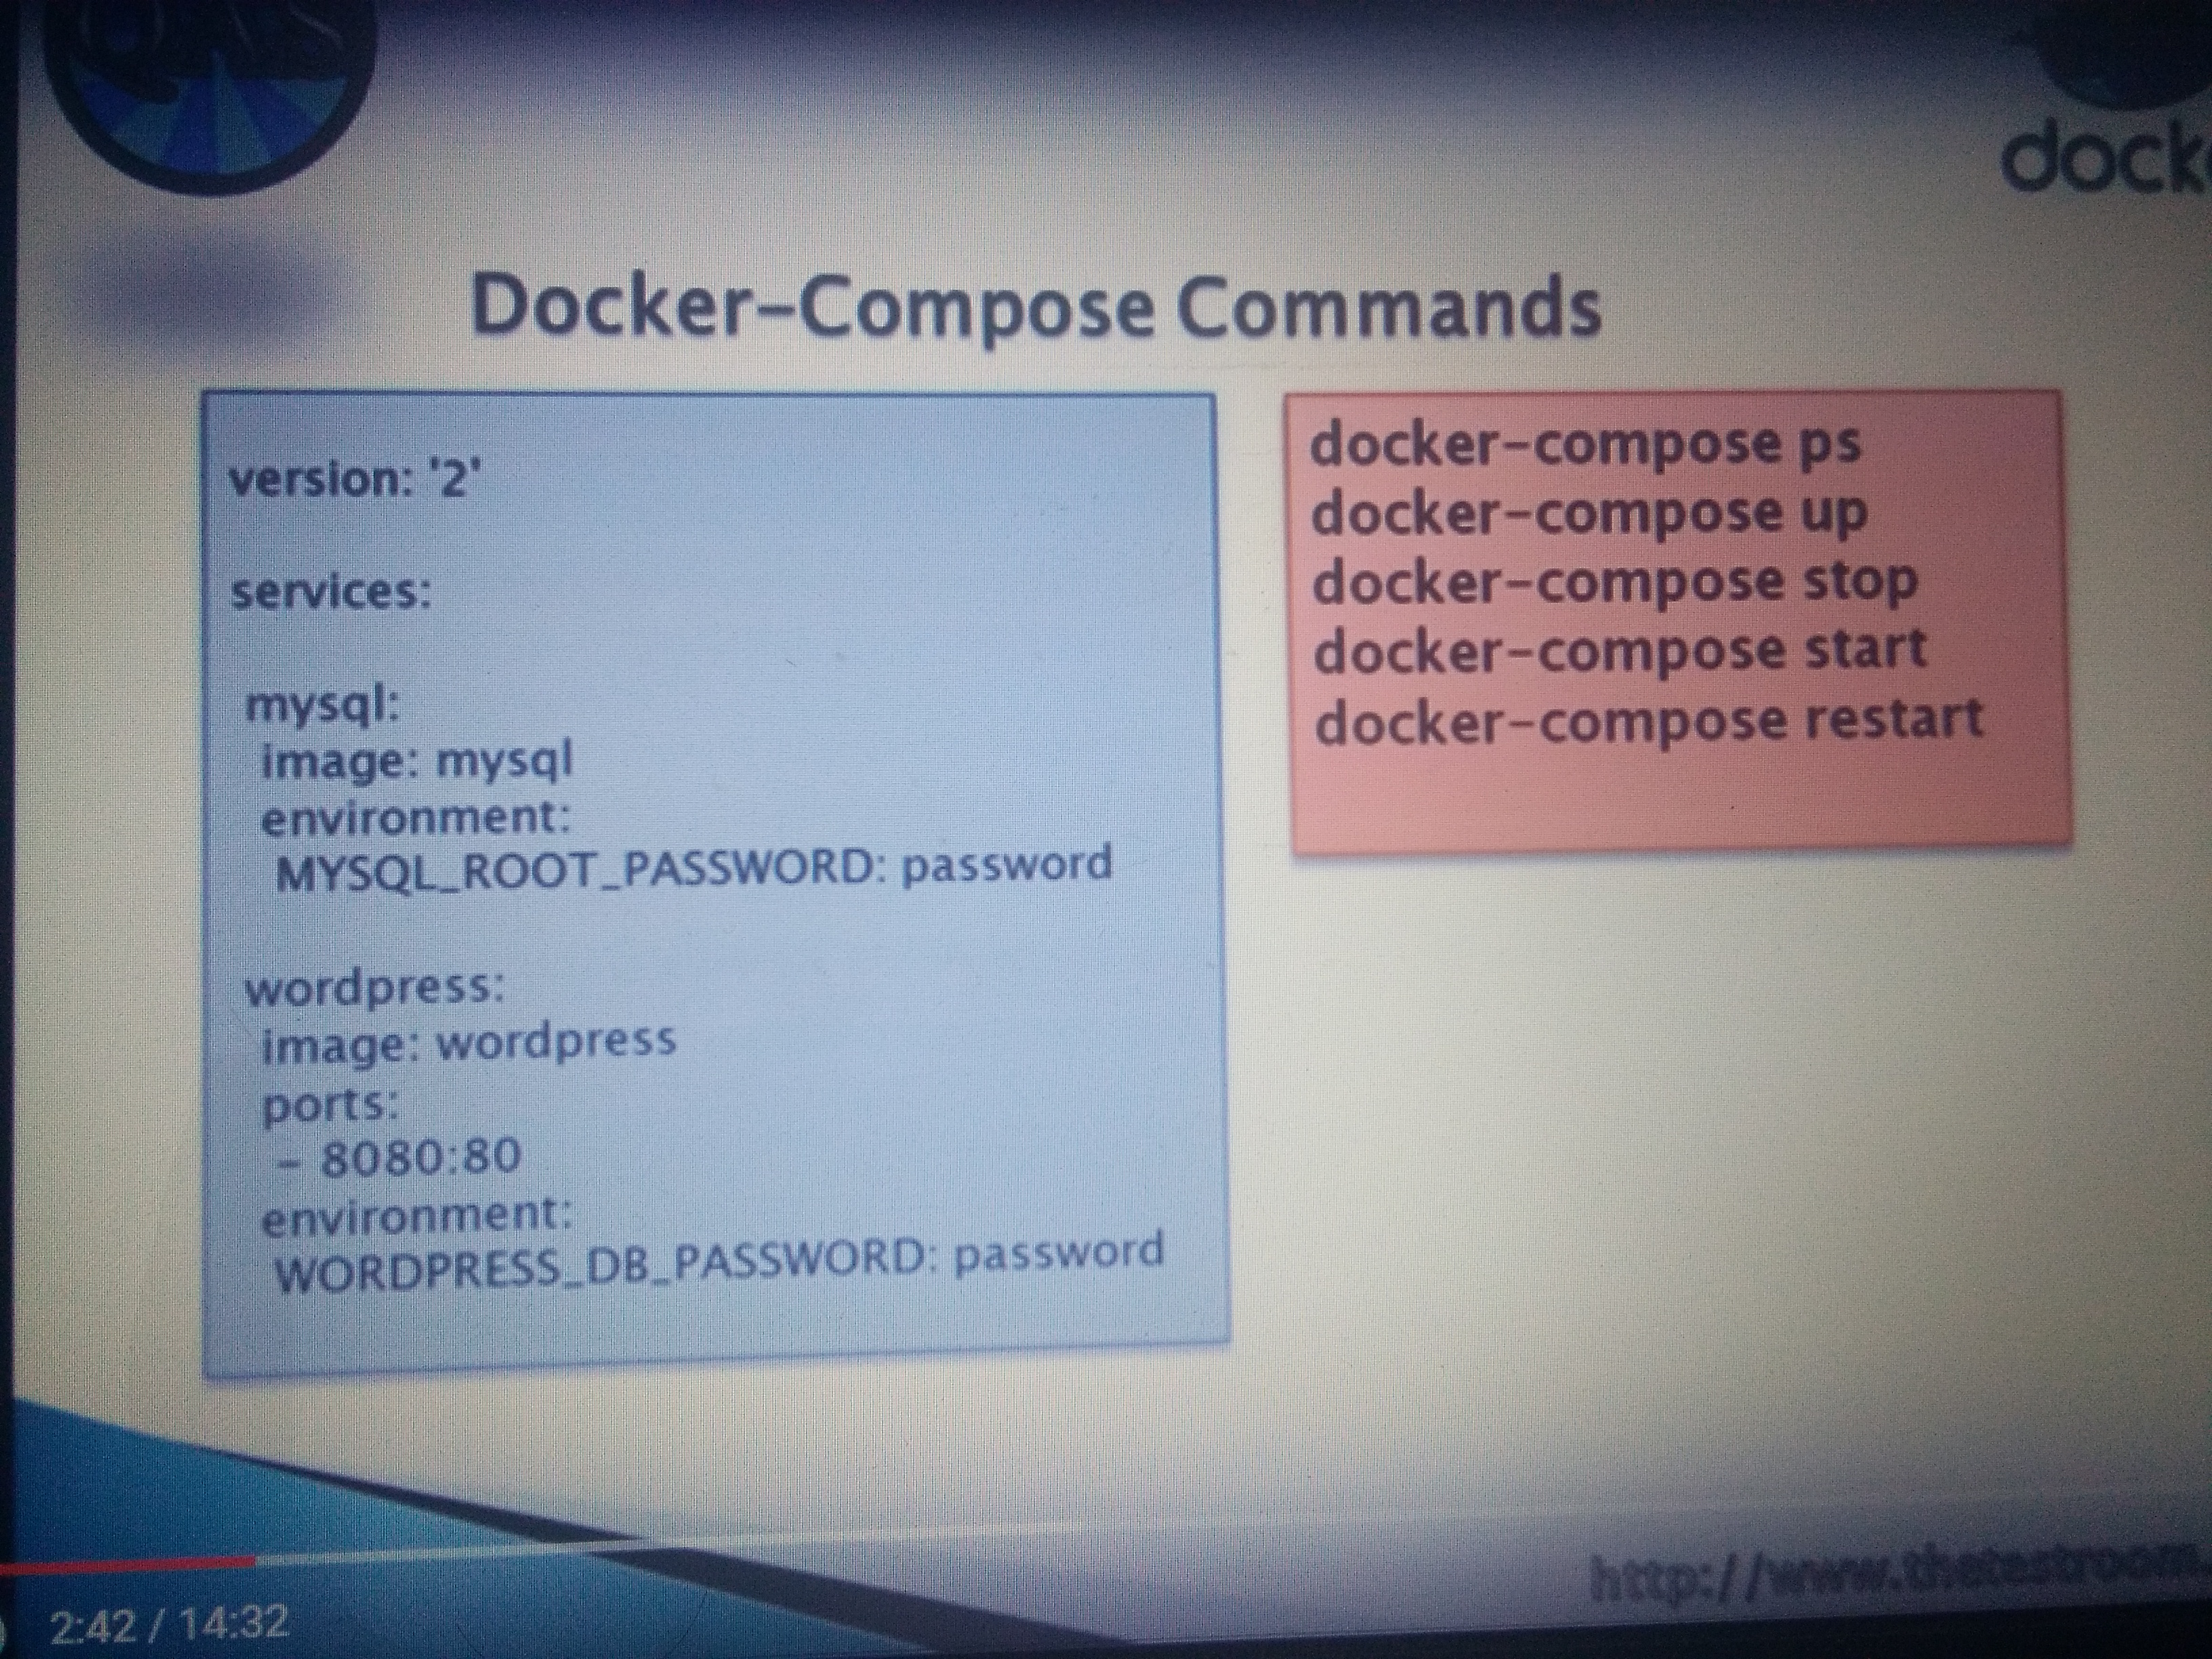 dock
Docker-Compose Commands
version: '2'
services:
mysql:
image: mysql
environment:
MYSQL_ROOT_PASSWORD: password
wordpress:
image: wordpress
ports:
- 8080:80
environment:
WORDPRESS_DB_PASSWORD: password
docker-compose ps
docker-compose up
docker-compose stop
docker-compose start
docker-compose restart
http://www.thetestroom.
2:42 / 14:32